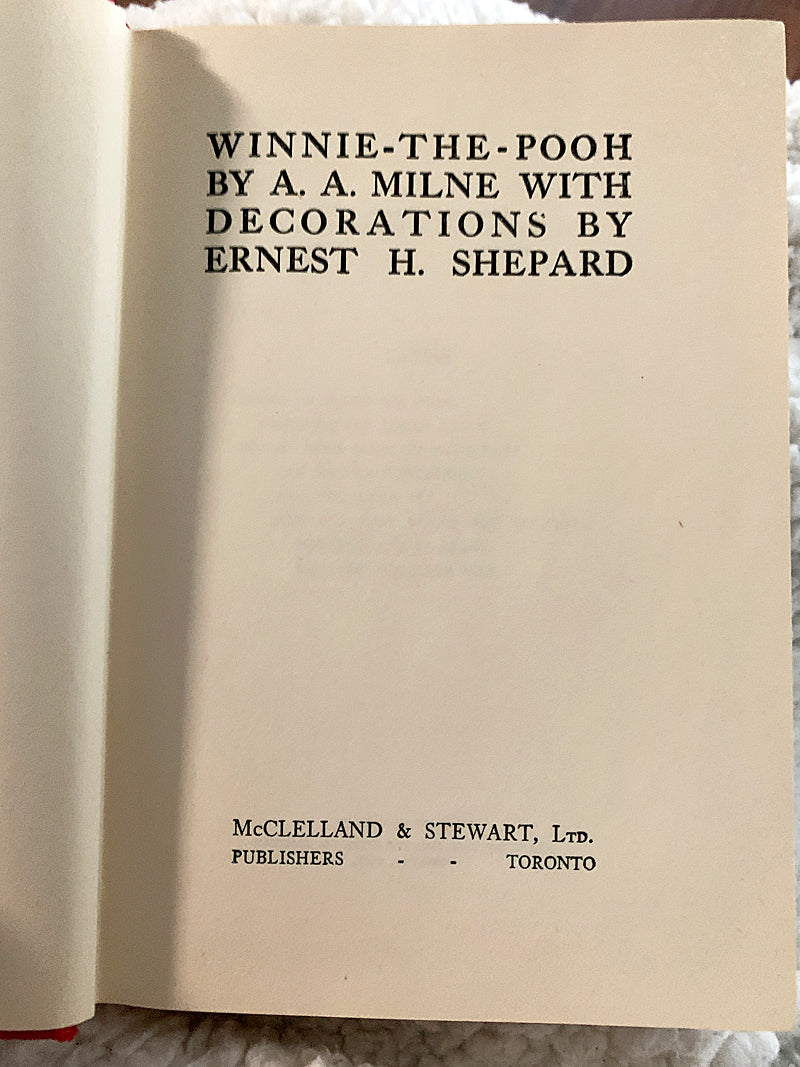 WINNIE-THE-POOH
BY A. A. MILNE WITH
DECORATIONS BY
ERNEST H. SHEPARD
McCLELLAND & STEWART, LTD.
PUBLISHERS - - TORONTO